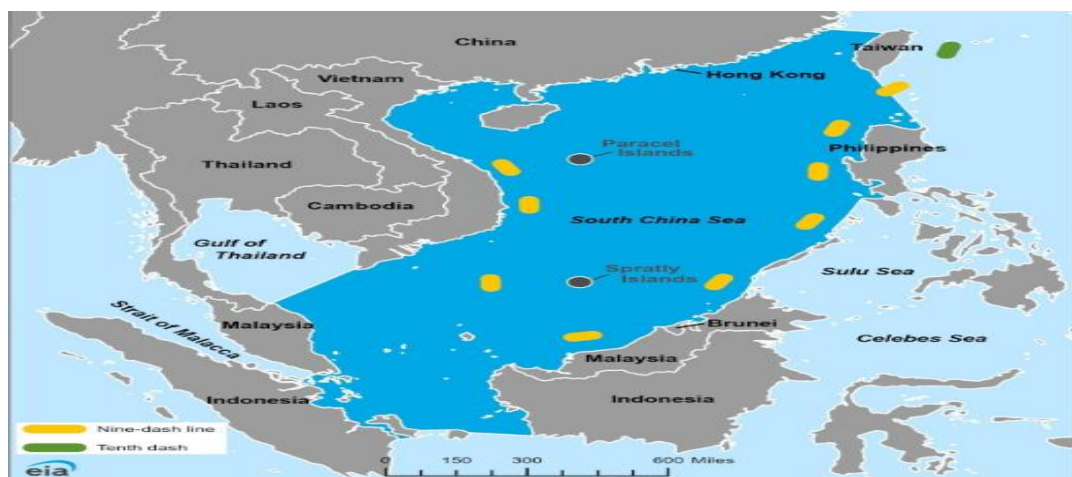 China
Taiwan
Hong Kong
Vietnam
Laos
Paracel
Islands
Philippines
Thailand
Cambodia
South China Sea
Gulf of
Thailand
Spratly
Islands
Sulu Sea
Strait of Malacca
Malaysia
Brunei
Celebes Sea
Malaysia
Indonesia
Indonesia
Nine-dash line
Tenth dash
eia
0 150 300 600 Miles